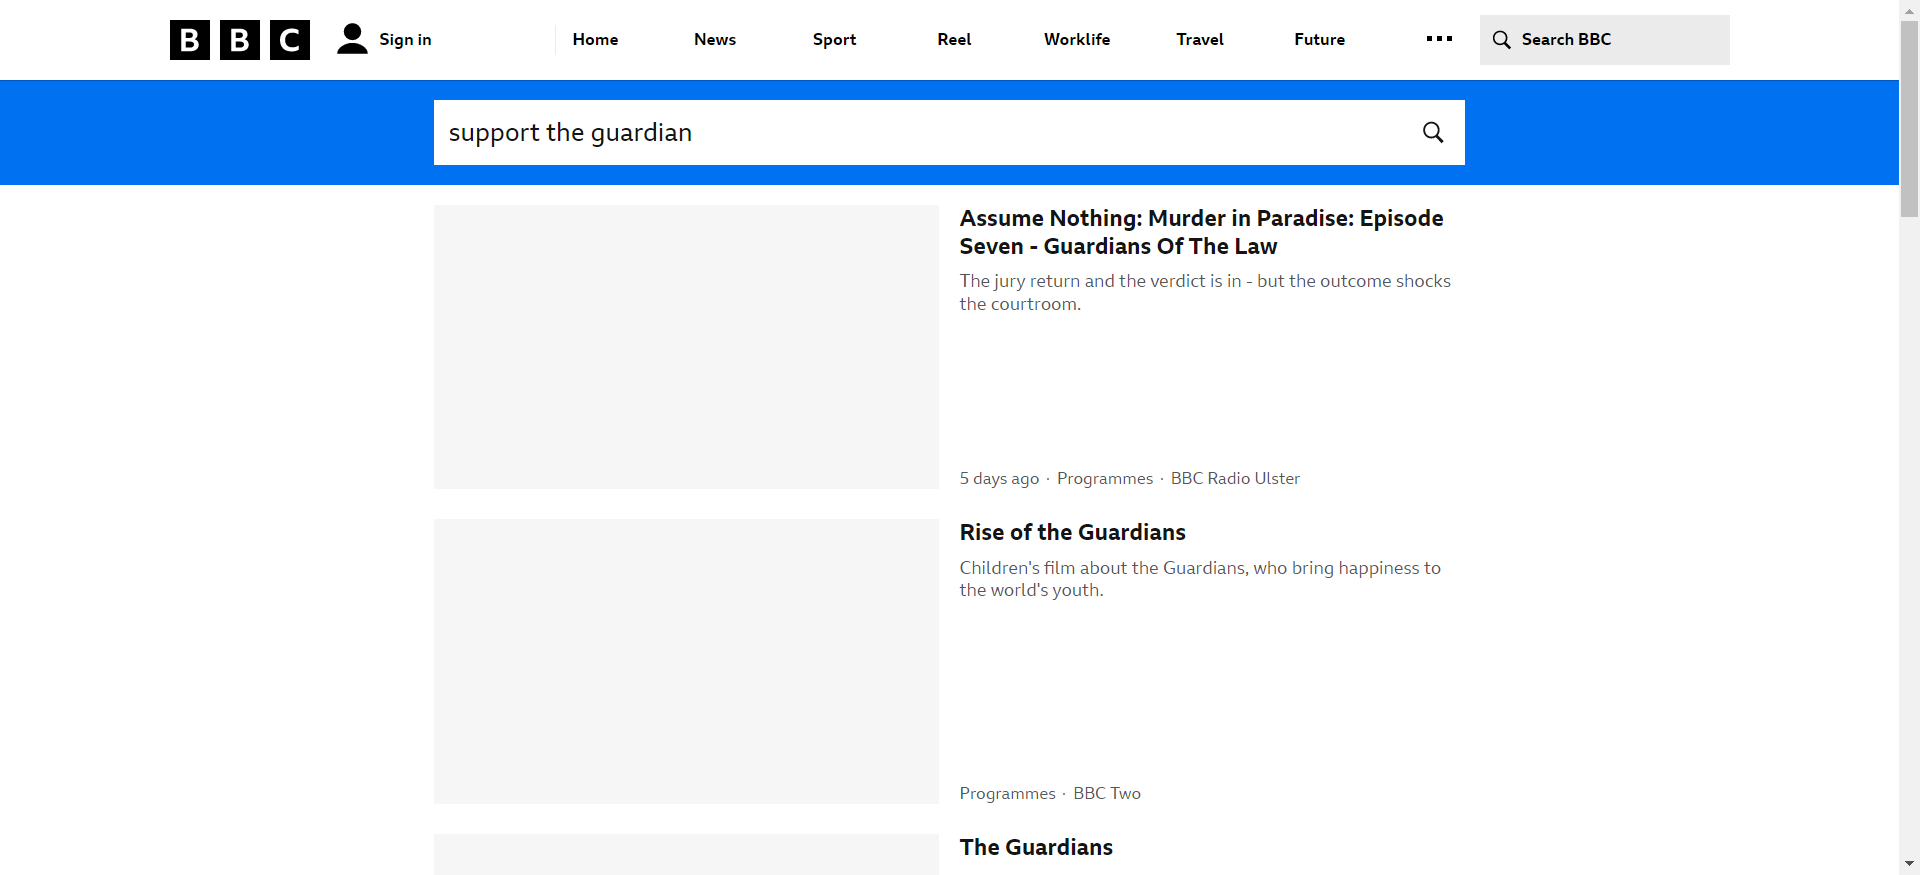 BBC
Sign in
Home
News
Sport
Reel
Worklife
Travel
Future
Search BBC
support the guardian
Assume Nothing: Murder in Paradise: Episode
Seven - Guardians Of The Law
The jury return and the verdict is in - but the outcome shocks
the courtroom.
5 days ago · Programmes · BBC Radio Ulster
Rise of the Guardians
Children's film about the Guardians, who bring happiness to
the world's youth.
Programmes · BBC Two
The Guardians